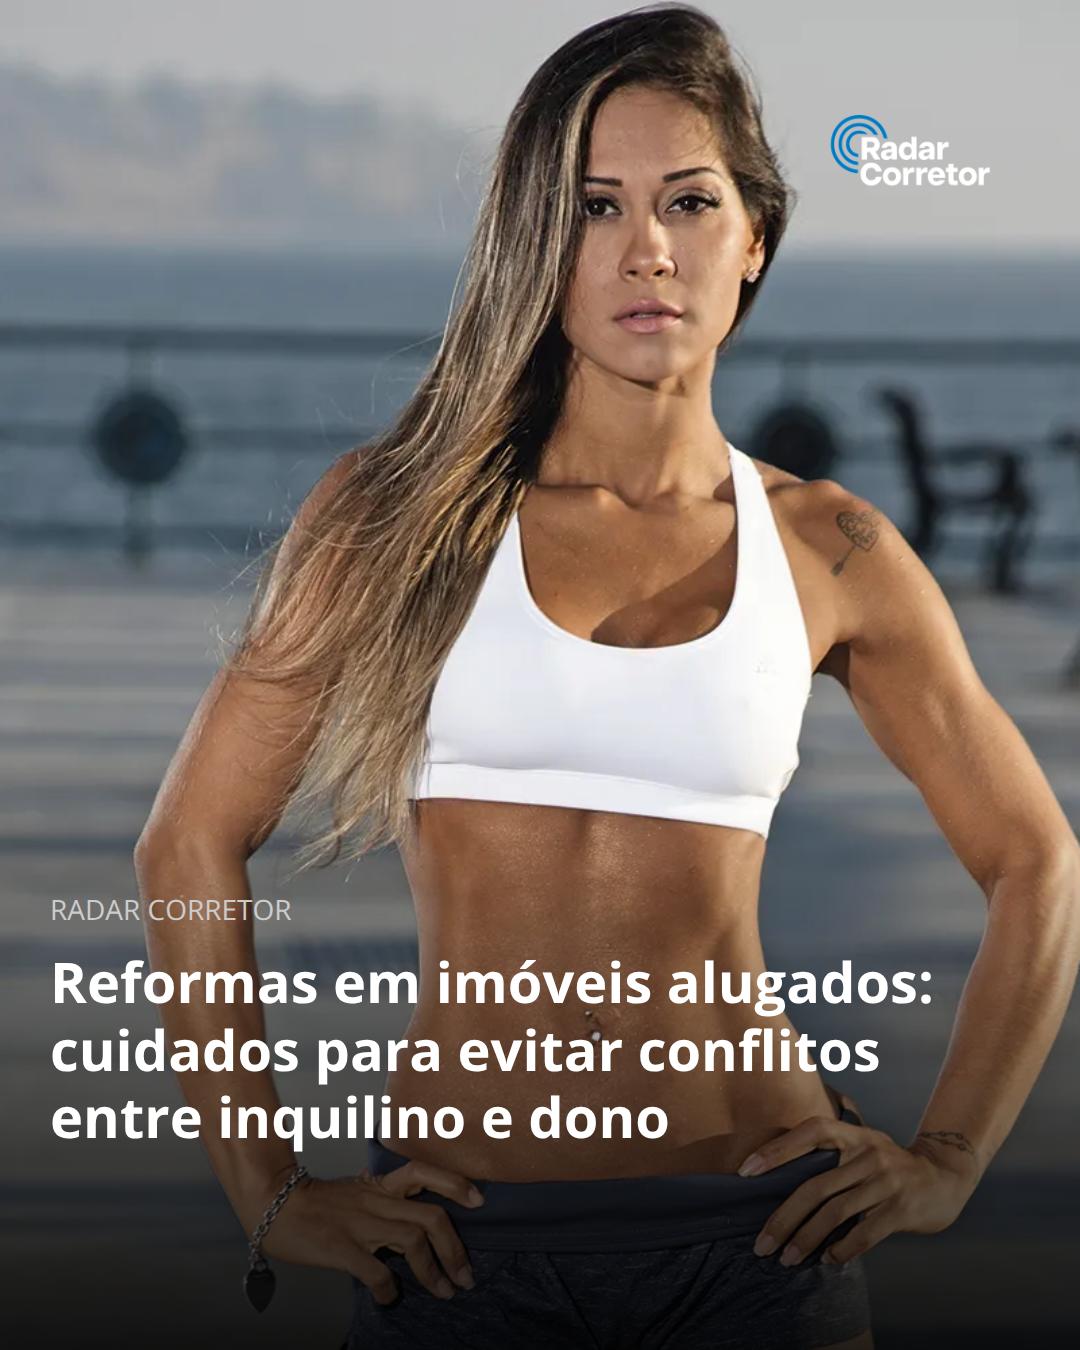 Radar
Corretor
RADAR CORRETOR
Reformas em imóveis alugados:
cuidados para evitar conflitos
entre inquilino e dono